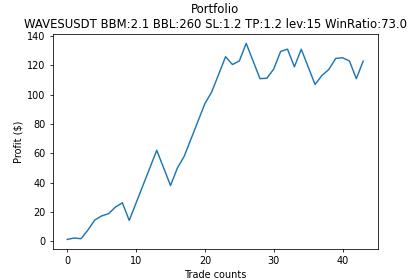 Portfolio
WAVESUSDT BBM:2.1 BBL:260 SL:1.2 TP:1.2 lev:15 WinRatio:73.0
140
120
100
80
60
40
20
0
Profit ($)
0 10 20 30 40
Trade counts